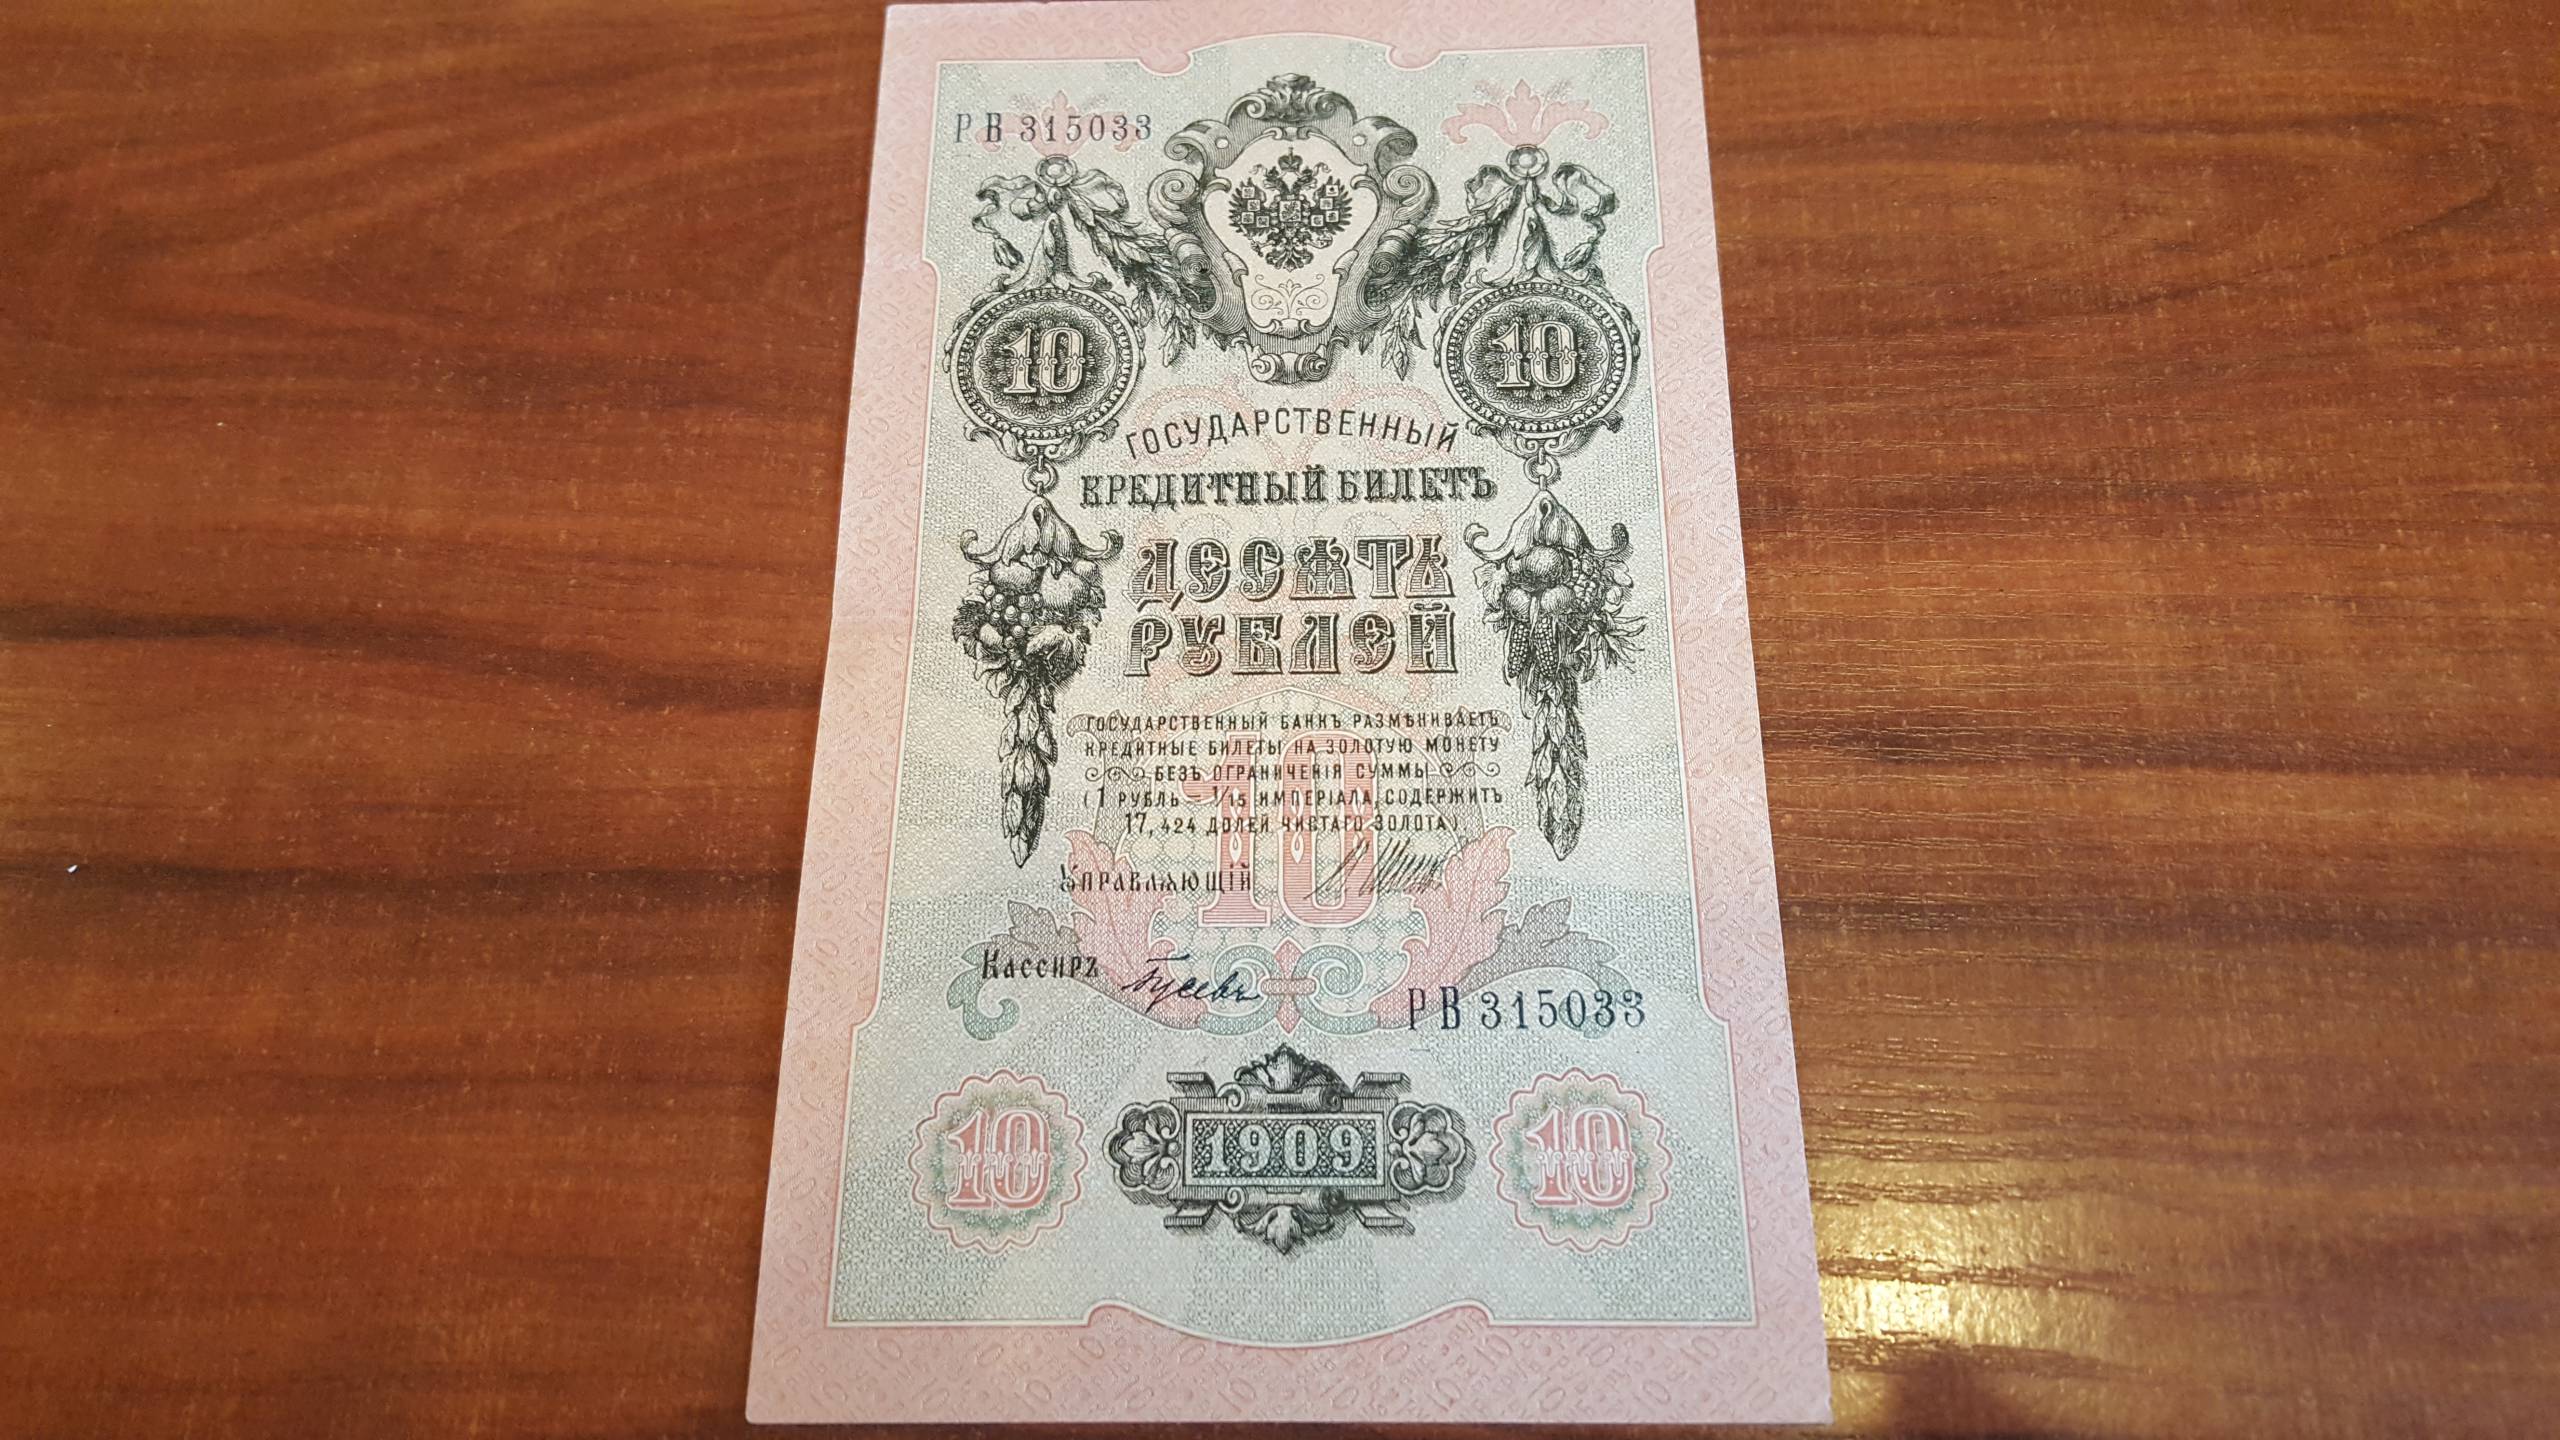 РВ 315033
10 10
ГОСУДАРСТВЕННЫЙ
КРЕДИТНЫЙ БИЛЕТЪ
ДЕСѦТЬ
РУБЛЕЙ
ГОСУДАРСТВЕННЫЙ БАНКЪ РАЗМѢНИВАЕТЪ
КРЕДИТНЫЕ БИЛЕТЫ НА ЗОЛОТУЮ МОНЕТУ
БЕЗЪ ОГРАНИЧЕНІЯ СУММЫ
(1 РУБЛЬ = 1/15 ИМПЕРІАЛА, СОДЕРЖИТЪ
17,424 ДОЛЕЙ ЧИСТАГО ЗОЛОТА)
10
УПРАВЛѦЮЩІЙ
Кассиръ Гусевъ
РВ 315033
10 1909 10